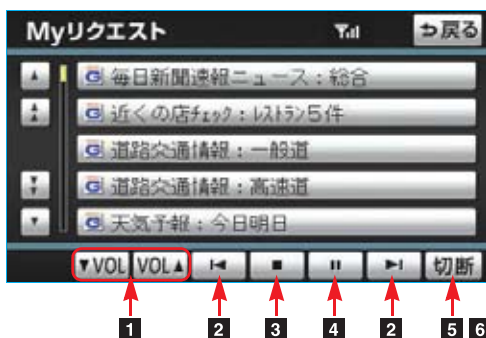 Myリクエスト 戻る
G 毎日新聞速報ニュース：総合
G 近くの店チェック：レストラン5件
G 道路交通情報：一般道
G 道路交通情報：高速道
G 天気予報：今日明日
▼VOL VOL▲ 切断
1 2 3 4 2 5 6